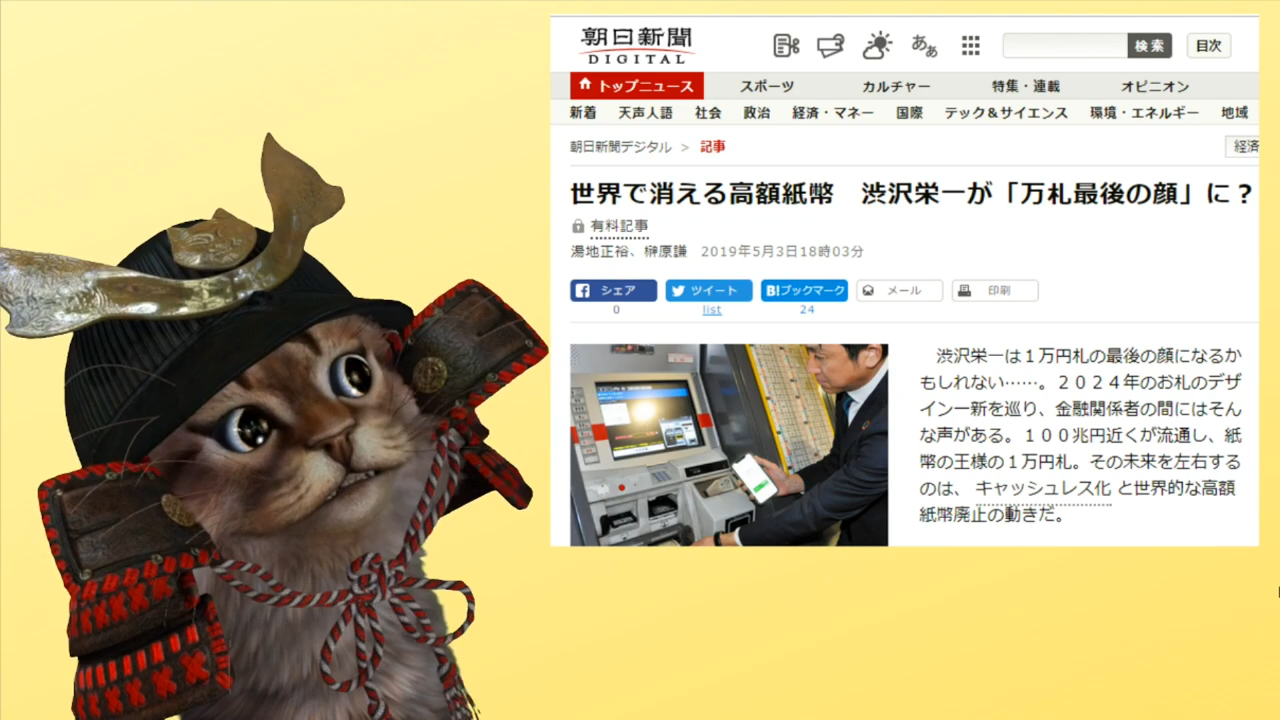 朝日新聞
DIGITAL
あぁ
検索
目次
トップニュース スポーツ カルチャー 特集・連載 オピニオン
新着 天声人語 社会 政治 経済・マネー 国際 テック＆サイエンス 環境・エネルギー 地域
朝日新聞デジタル > 記事
経済
世界で消える高額紙幣　渋沢栄一が「万札最後の顔」に？
有料記事
湯地正裕、榊原謙　2019年5月3日18時03分
シェア ツイート B!ブックマーク メール 印刷
0 list 24
渋沢栄一は１万円札の最後の顔になるか
もしれない……。２０２４年のお札のデザ
イン一新を巡り、金融関係者の間にはそん
な声がある。１００兆円近くが流通し、紙
幣の王様の１万円札。その未来を左右する
のは、キャッシュレス化と世界的な高額
紙幣廃止の動きだ。